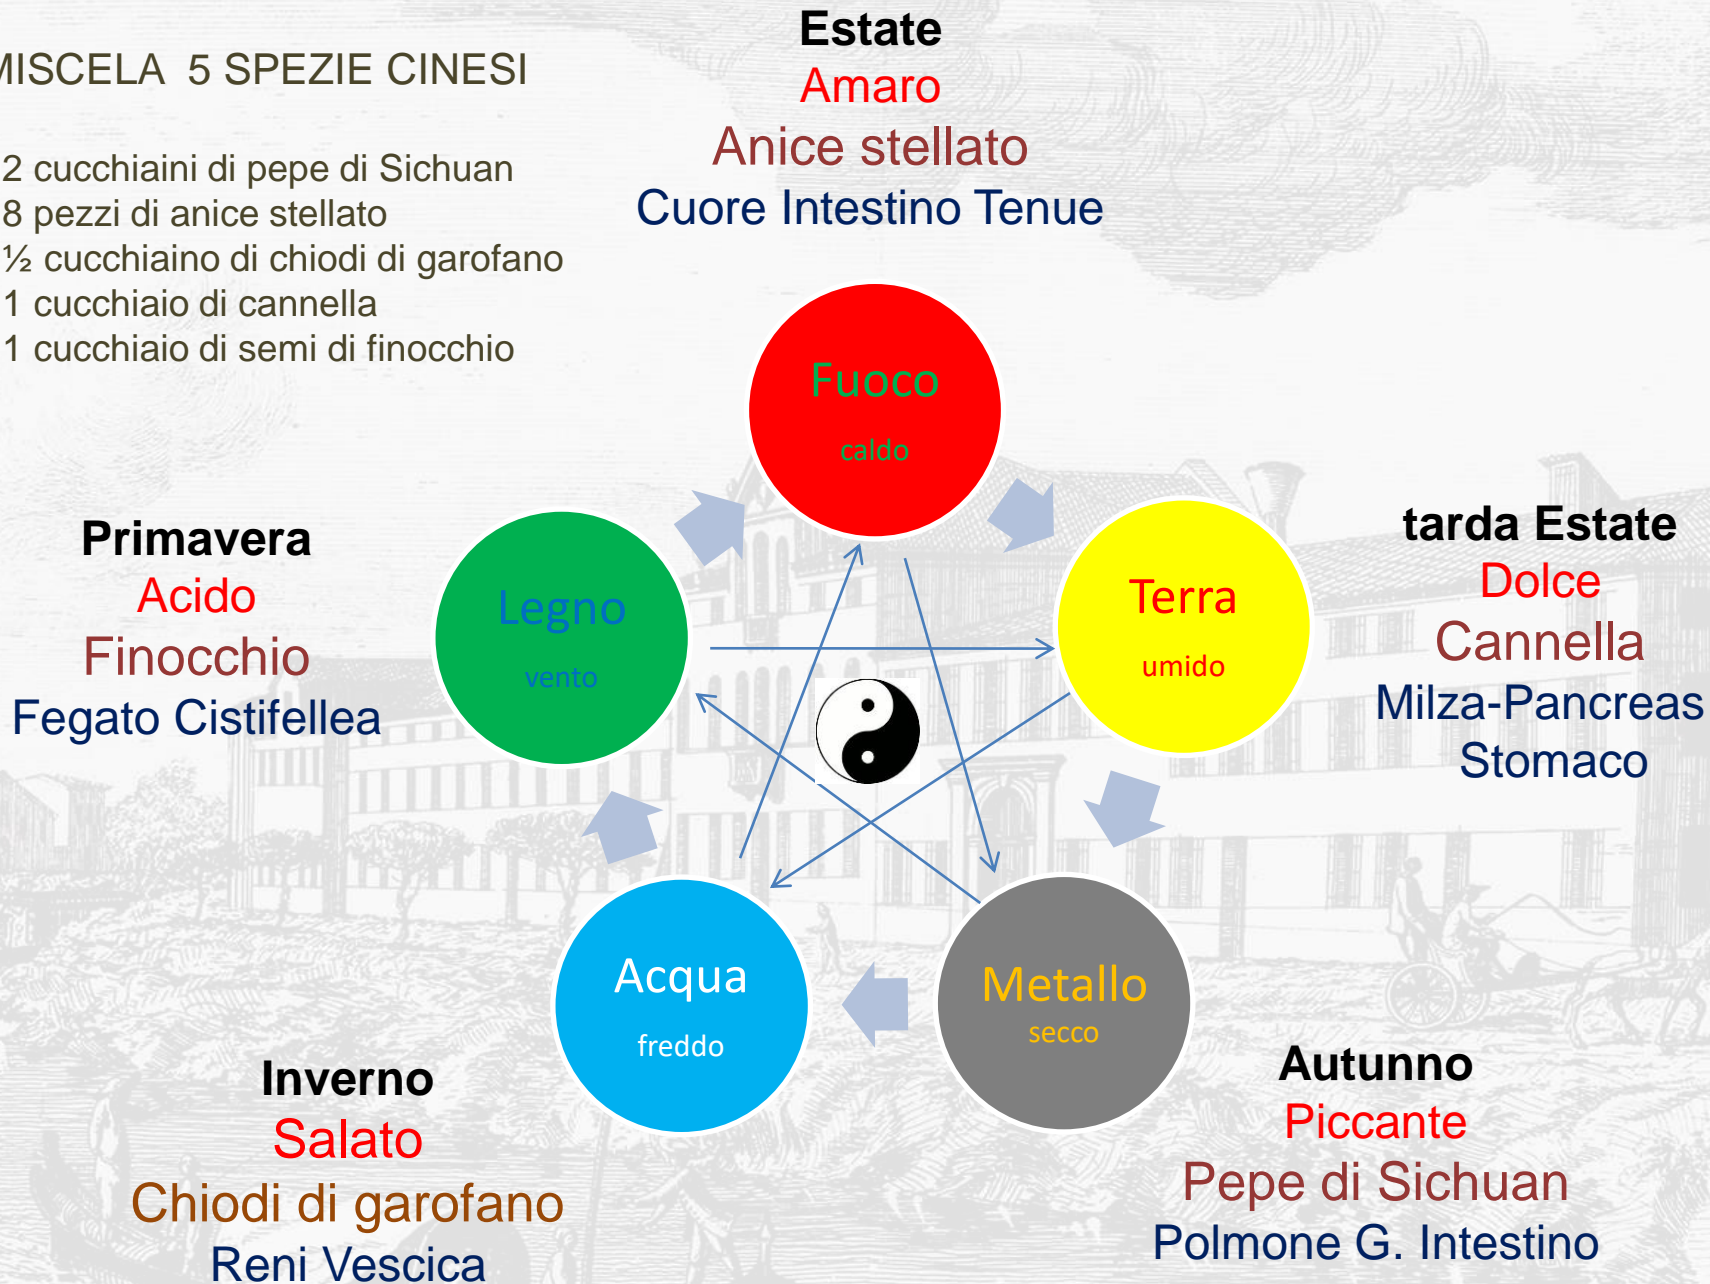 MISCELA 5 SPEZIE CINESI
2 cucchiaini di pepe di Sichuan
8 pezzi di anice stellato
½ cucchiaino di chiodi di garofano
1 cucchiaio di cannella
1 cucchiaio di semi di finocchio
Estate
Amaro
Anice stellato
Cuore Intestino Tenue
Fuoco
caldo
Primavera
Acido
Finocchio
Fegato Cistifellea
Legno
vento
Terra
umido
tarda Estate
Dolce
Cannella
Milza-Pancreas
Stomaco
Acqua
freddo
Metallo
secco
Inverno
Salato
Chiodi di garofano
Reni Vescica
Autunno
Piccante
Pepe di Sichuan
Polmone G. Intestino